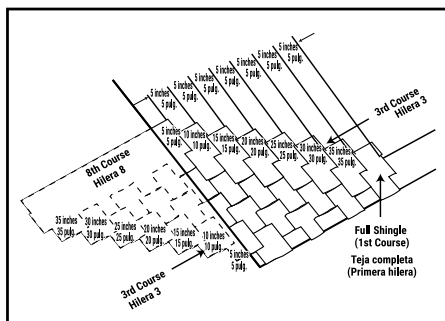 5 inches
5 pulg.
5 inches
5 pulg.
5 inches
5 pulg.
5 inches
5 pulg.
5 inches
5 pulg.
5 inches
5 pulg.
5 inches
5 pulg.
5 inches
5 pulg.
5 inches
5 pulg.
10 inches
10 pulg.
15 inches
15 pulg.
20 inches
20 pulg.
25 inches
25 pulg.
30 inches
30 pulg.
35 inches
35 pulg.
3rd Course
Hilera 3
8th Course
Hilera 8
35 inches
35 pulg.
30 inches
30 pulg.
25 inches
25 pulg.
20 inches
20 pulg.
15 inches
15 pulg.
10 inches
10 pulg.
5 inches
5 pulg.
3rd Course
Hilera 3
Full Shingle
(1st Course)
Teja completa
(Primera hilera)